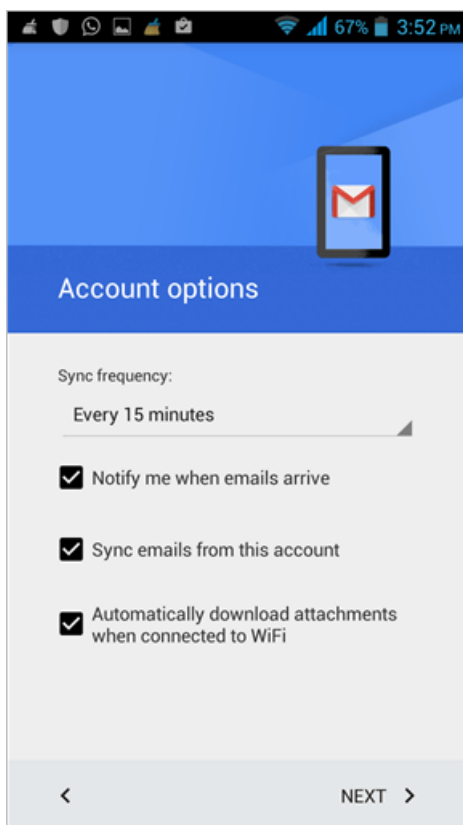 67% 3:52 PM
Account options
Sync frequency:
Every 15 minutes
Notify me when emails arrive
Sync emails from this account
Automatically download attachments
when connected to WiFi
NEXT